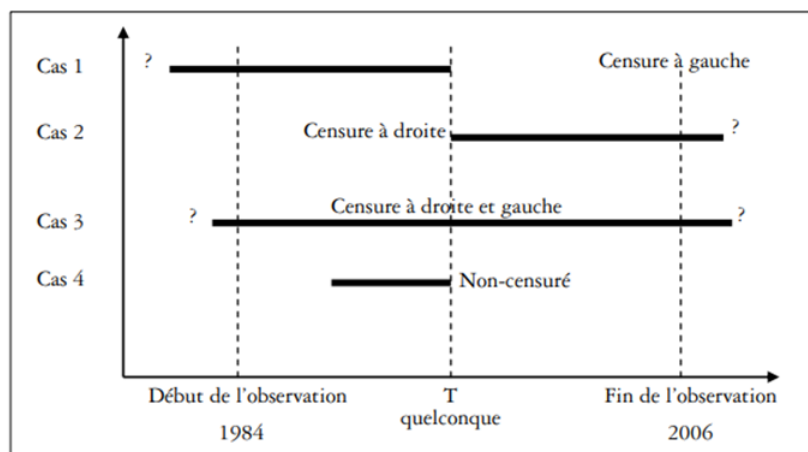 Cas 1 ? Censure à gauche
Cas 2 Censure à droite ?
Cas 3 ? Censure à droite et gauche ?
Cas 4 Non-censuré
Début de l'observation T Fin de l'observation
quelconque
1984 2006